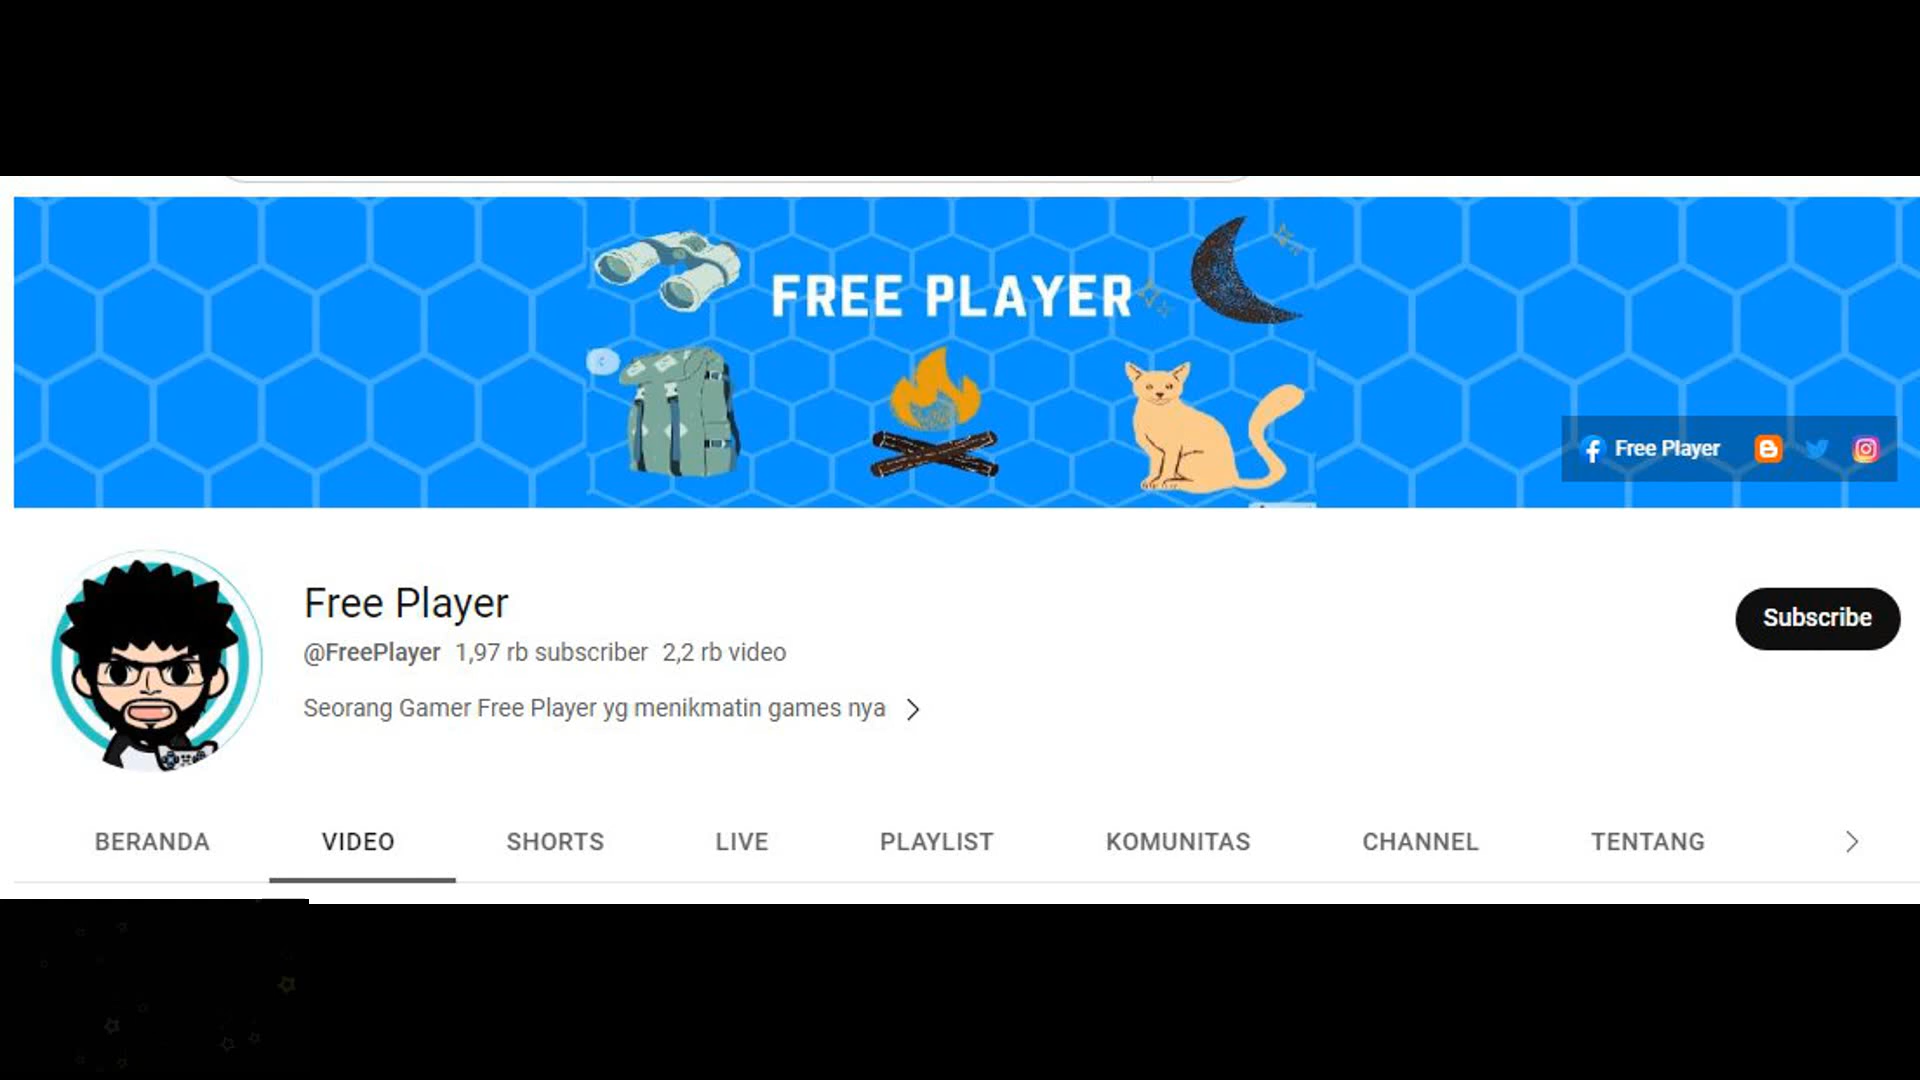 FREE PLAYER
Free Player
Free Player
@FreePlayer 1,97 rb subscriber 2,2 rb video
Subscribe
Seorang Gamer Free Player yg menikmatin games nya
BERANDA VIDEO SHORTS LIVE PLAYLIST KOMUNITAS CHANNEL TENTANG